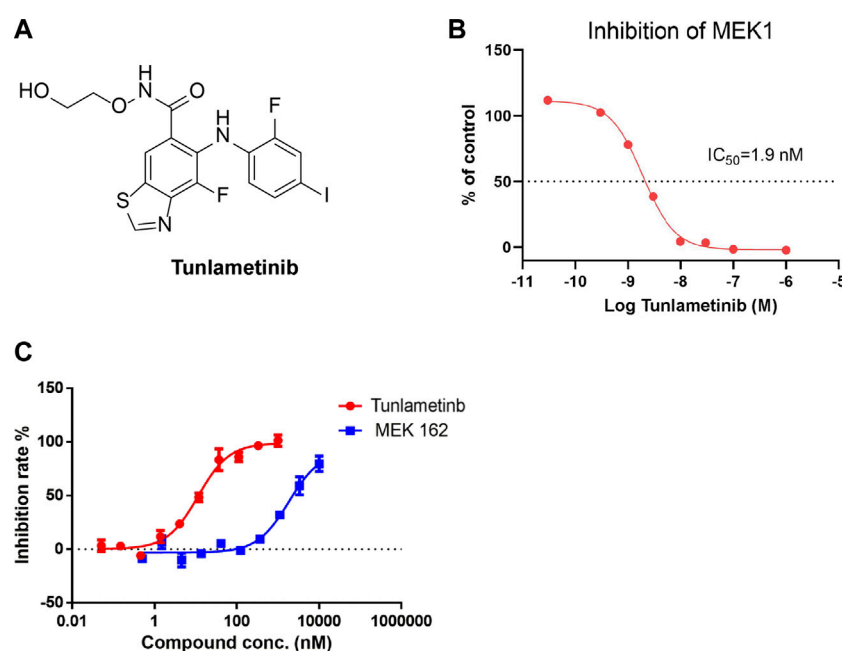 A
HO
O
H
N
O
H
N
F
F
I
S
N
Tunlametinib
B
Inhibition of MEK1
% of control
150
100
50
0
IC50=1.9 nM
-11 -10 -9 -8 -7 -6 -5
Log Tunlametinib (M)
C
Inhibition rate %
150
100
50
0
-50
Tunlametinb
MEK 162
0.01 1 100 10000 1000000
Compound conc. (nM)